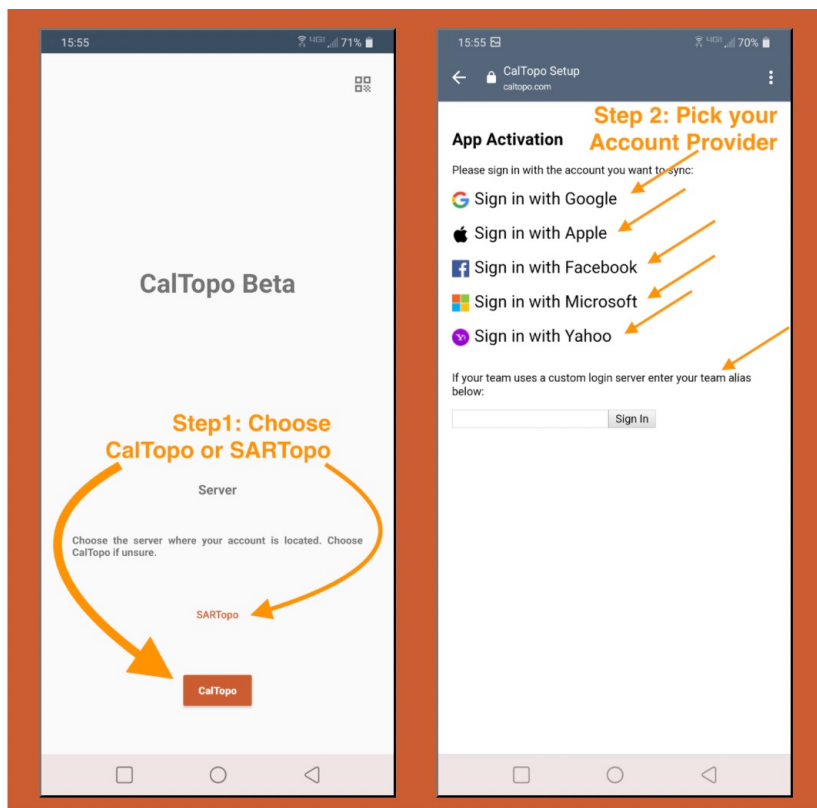 15:55
4G 71%
CalTopo Beta
Step1: Choose
CalTopo or SARTopo
Server
Choose the server where your account is located. Choose
CalTopo if unsure.
SARTopo
CalTopo
15:55
4G 70%
CalTopo Setup
caltopo.com
Step 2: Pick your
Account Provider
App Activation
Please sign in with the account you want to sync:
Sign in with Google
Sign in with Apple
Sign in with Facebook
Sign in with Microsoft
Sign in with Yahoo
If your team uses a custom login server enter your team alias
below:
Sign In